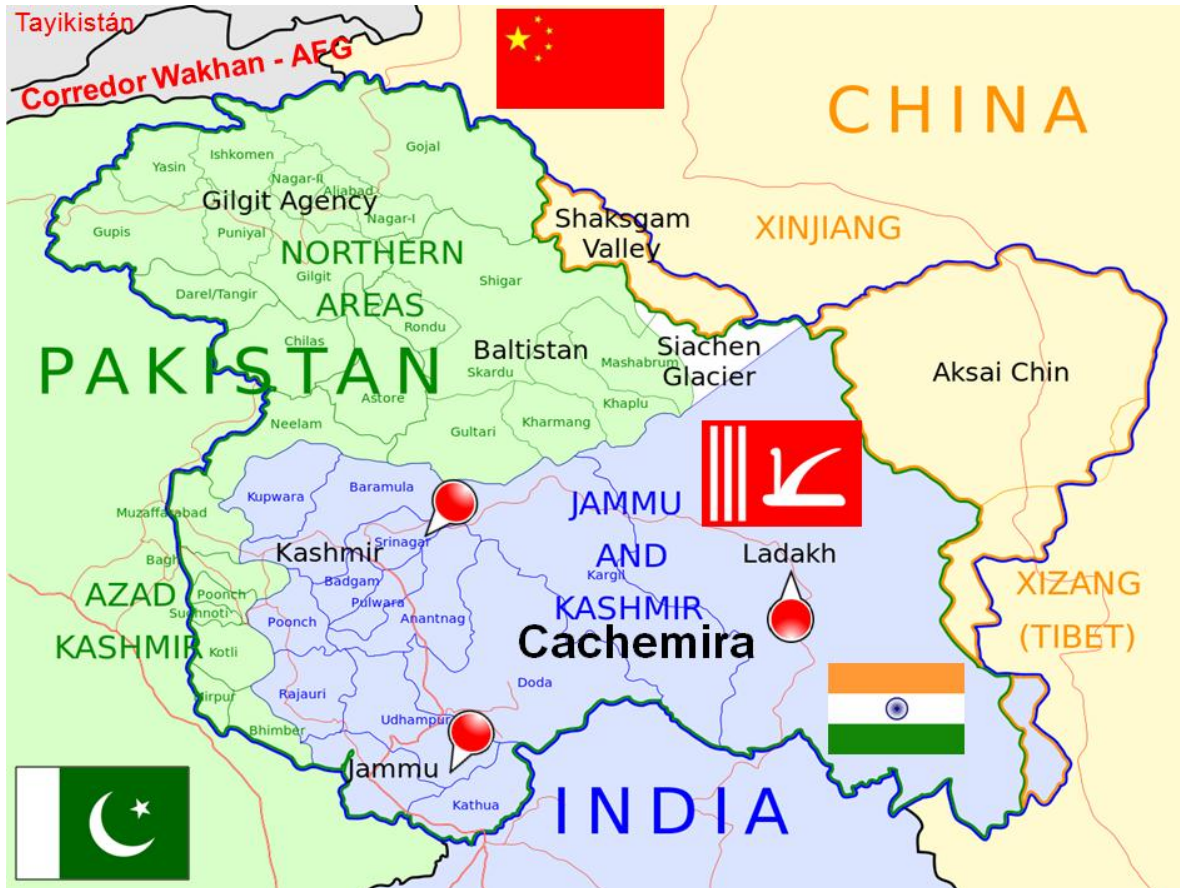 Tayikistán
Corredor Wakhan - AFG
CHINA
Gojal
Ishkomen
Yasin
Nagar-II
Aliabad
Gilgit Agency
Nagar-I
Gupis
Puniyal
Shaksgam
Valley
XINJIANG
NORTHERN
Gilgit
Shigar
Darel/Tangir
AREAS
Rondu
Chilas
Baltistan
Siachen
Glacier
Mashabrum
PAKISTAN
Skardu
Aksai Chin
Astore
Khaplu
Neelam
Gultari
Kharmang
Kupwara
Baramula
JAMMU
Muzaffarabad
Srinagar
Kashmir
AND
Ladakh
Bagh
Badgam
Kargil
AZAD
Poonch
Pulwara
XIZANG
Sudhnoti
Poonch
Anantnag
KASHMIR
(TIBET)
KASHMIR
Cachemira
Kotli
Doda
Mirpur
Rajauri
Udhampur
Bhimber
Jammu
Kathua
INDIA